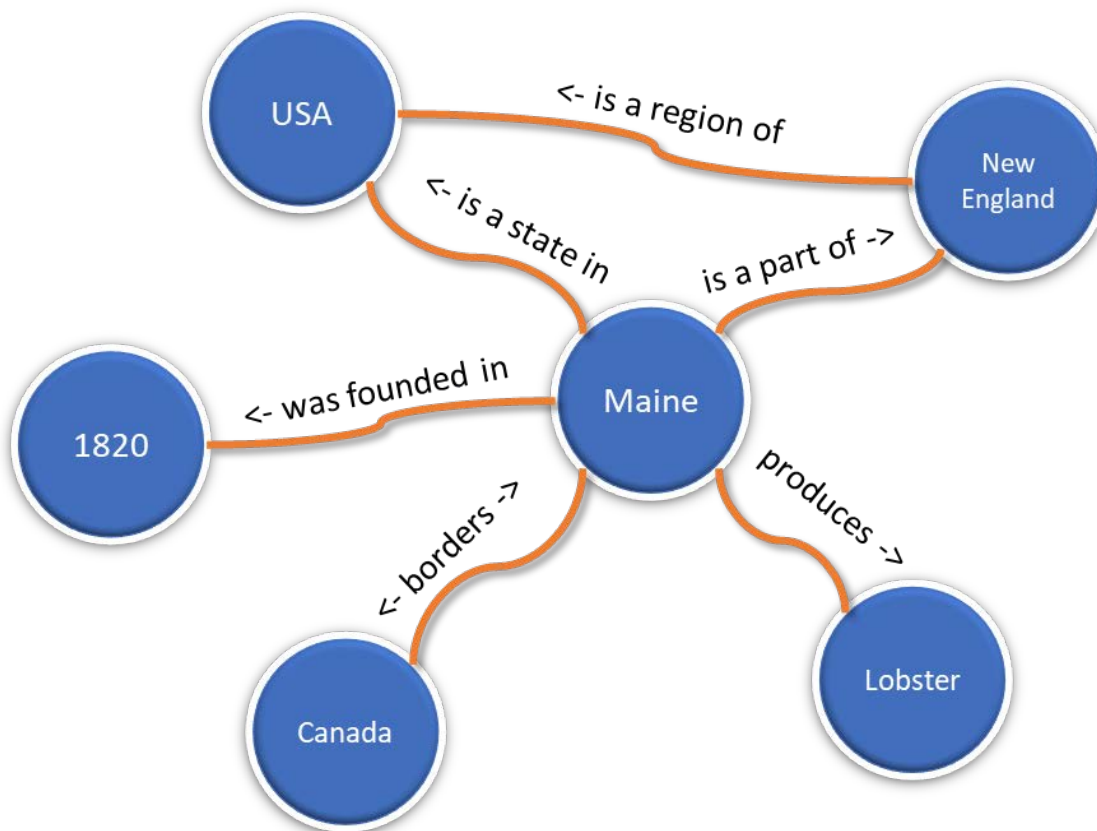 USA
<- is a region of
New
England
<- is a state in
is a part of ->
<- was founded in
Maine
1820
<- borders ->
produces ->
Canada
Lobster